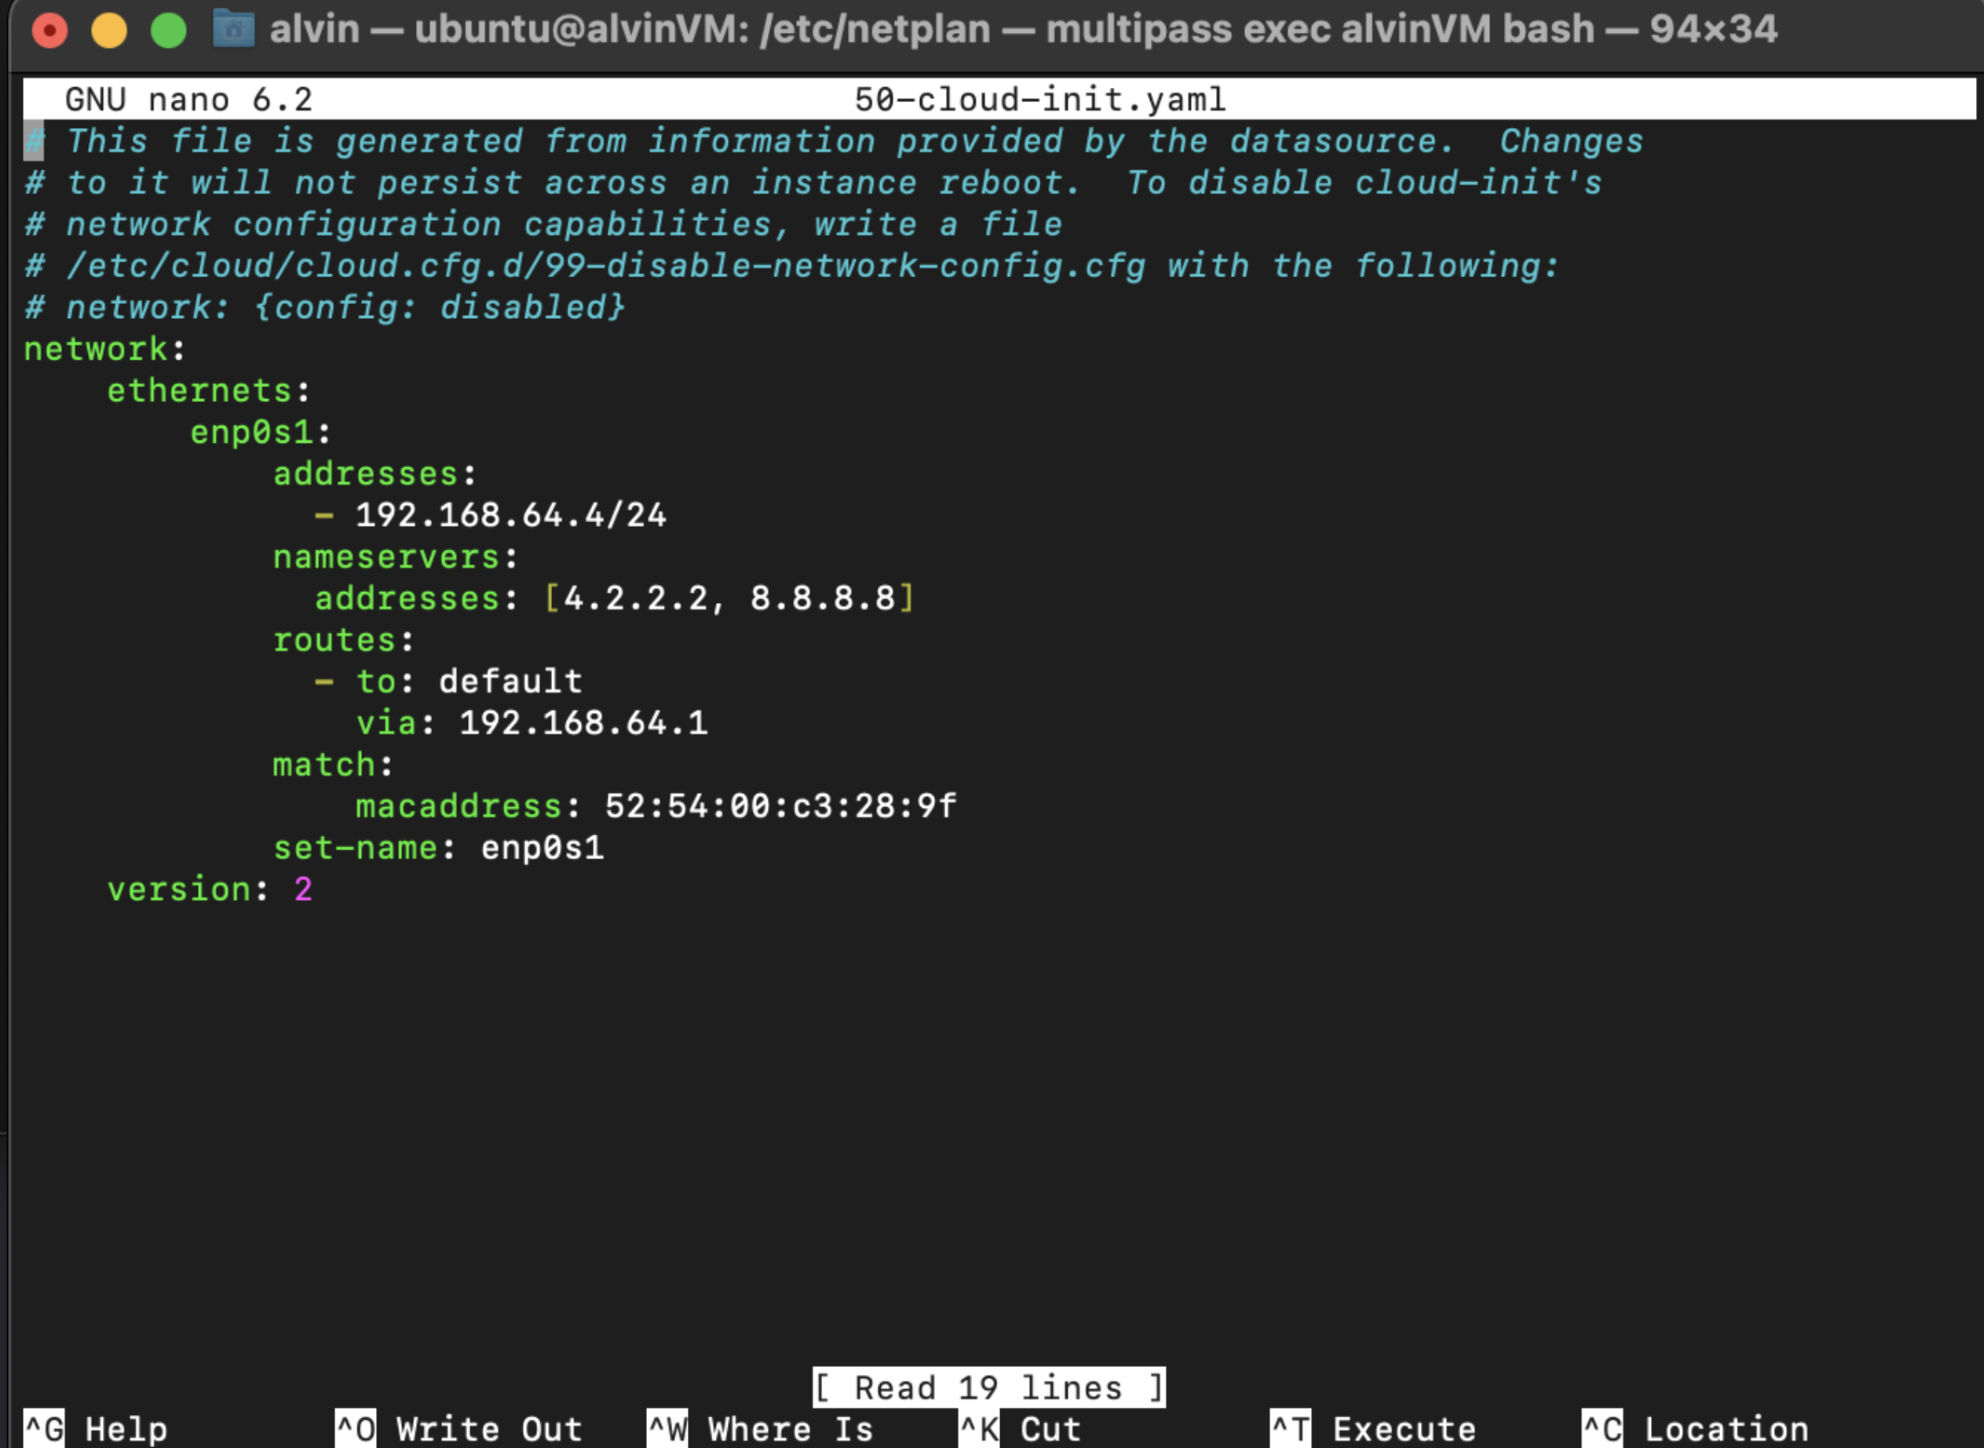 alvin — ubuntu@alvinVM: /etc/netplan — multipass exec alvinVM bash — 94×34
GNU nano 6.2 50-cloud-init.yaml
# This file is generated from information provided by the datasource.  Changes
# to it will not persist across an instance reboot.  To disable cloud-init's
# network configuration capabilities, write a file
# /etc/cloud/cloud.cfg.d/99-disable-network-config.cfg with the following:
# network: {config: disabled}
network:
    ethernets:
        enp0s1:
            addresses:
              - 192.168.64.4/24
            nameservers:
              addresses: [4.2.2.2, 8.8.8.8]
            routes:
              - to: default
                via: 192.168.64.1
            match:
                macaddress: 52:54:00:c3:28:9f
            set-name: enp0s1
    version: 2
[ Read 19 lines ]
^G Help ^O Write Out ^W Where Is ^K Cut ^T Execute ^C Location